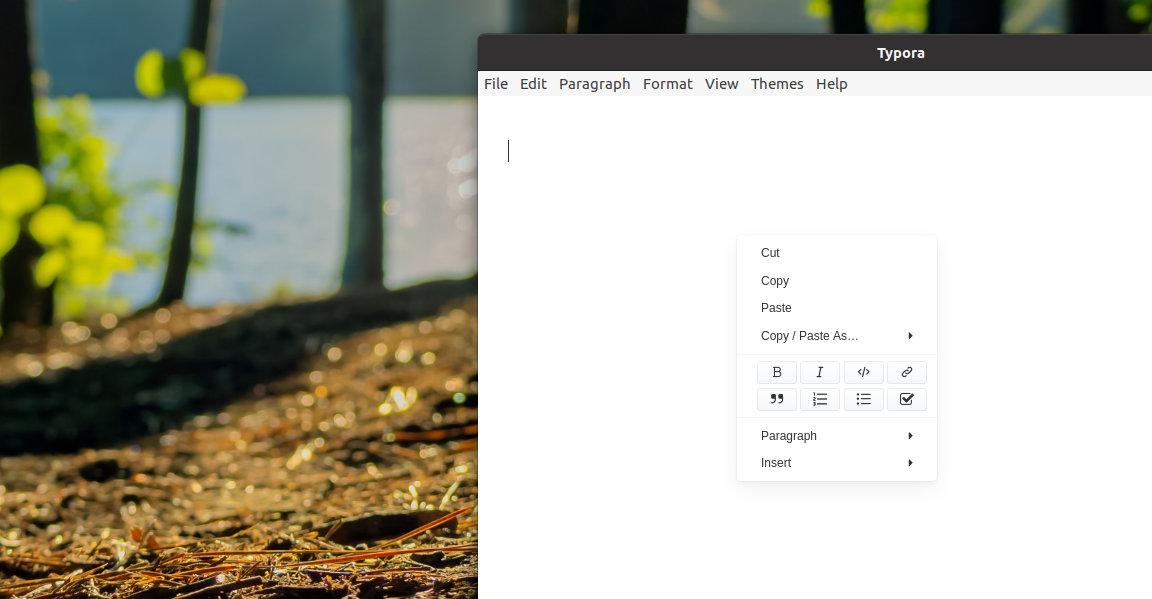 Typora
File Edit Paragraph Format View Themes Help
Cut
Copy
Paste
Copy / Paste As...
B I </>
Paragraph
Insert